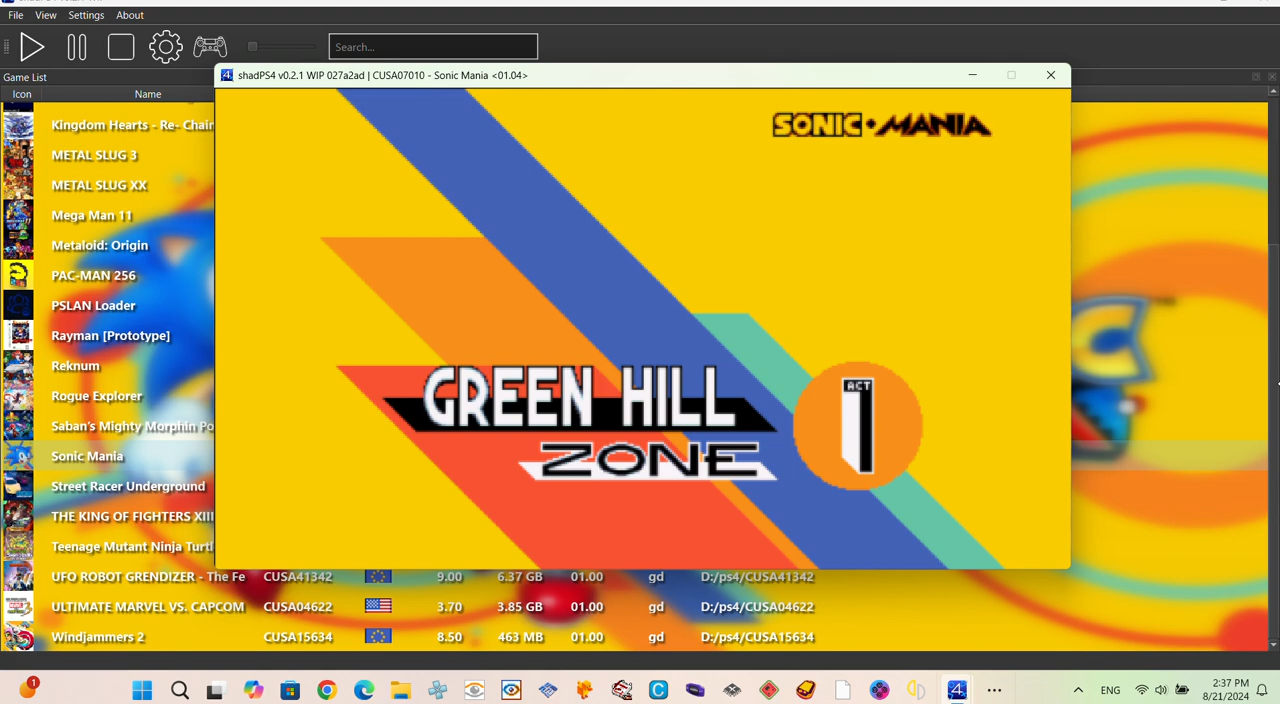 File View Settings About
Search...
Game List
shadPS4 v0.2.1 WIP 027a2ad | CUSA07010 - Sonic Mania <01.04>
Icon Name
SONIC MANIA
Kingdom Hearts - Re- Chair
METAL SLUG 3
METAL SLUG XX
Mega Man 11
Metaloid: Origin
PAC-MAN 256
PSLAN Loader
Rayman [Prototype]
Reknum
Rogue Explorer
Saban's Mighty Morphin Po
Sonic Mania
Street Racer Underground
THE KING OF FIGHTERS XIII
Teenage Mutant Ninja Turtl
GREEN HILL
ZONE
ACT 1
UFO ROBOT GRENDIZER - The Fe CUSA41342 9.00 6.37 GB 01.00 gd D:/ps4/CUSA41342
ULTIMATE MARVEL VS. CAPCOM CUSA04622 3.70 3.85 GB 01.00 gd D:/ps4/CUSA04622
Windjammers 2 CUSA15634 8.50 463 MB 01.00 gd D:/ps4/CUSA15634
1
ENG
2:37 PM
8/21/2024